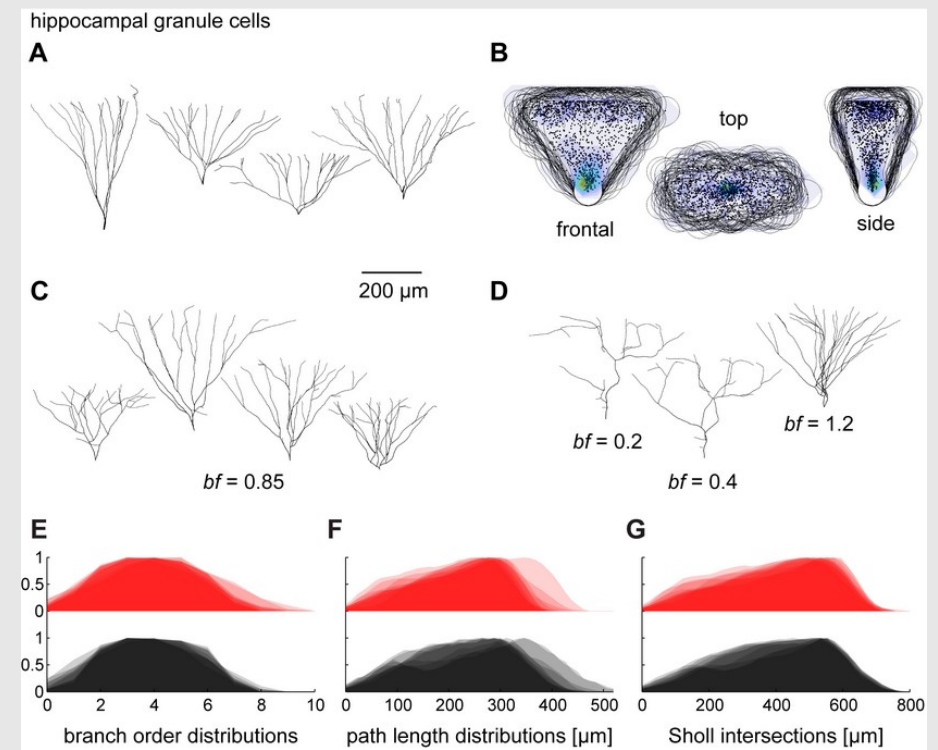 hippocampal granule cells
A
B
top
frontal
side
200 µm
C
D
bf = 0.85
bf = 0.2
bf = 0.4
bf = 1.2
E
F
G
1
0.5
0
1
0.5
0
0 2 4 6 8 10
0 100 200 300 400 500
0 200 400 600 800
branch order distributions
path length distributions [µm]
Sholl intersections [µm]